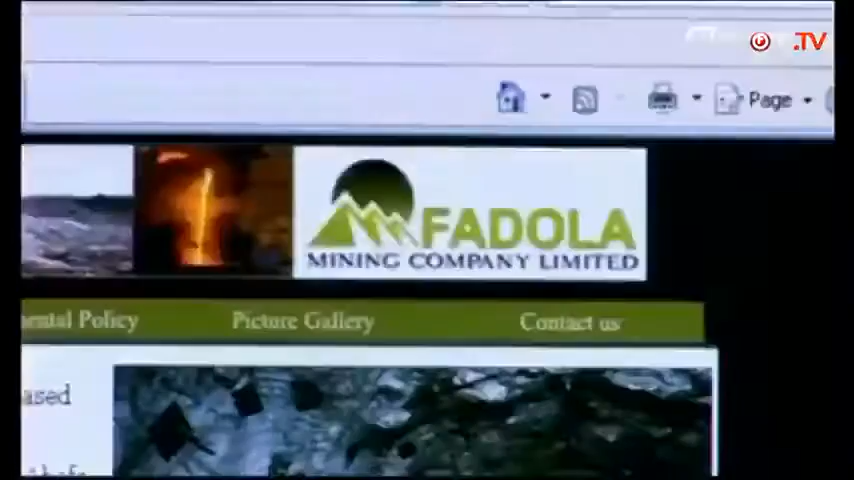 .TV
Page
FADOLA
MINING COMPANY LIMITED
ental Policy
Picture Gallery
Contact us
ased